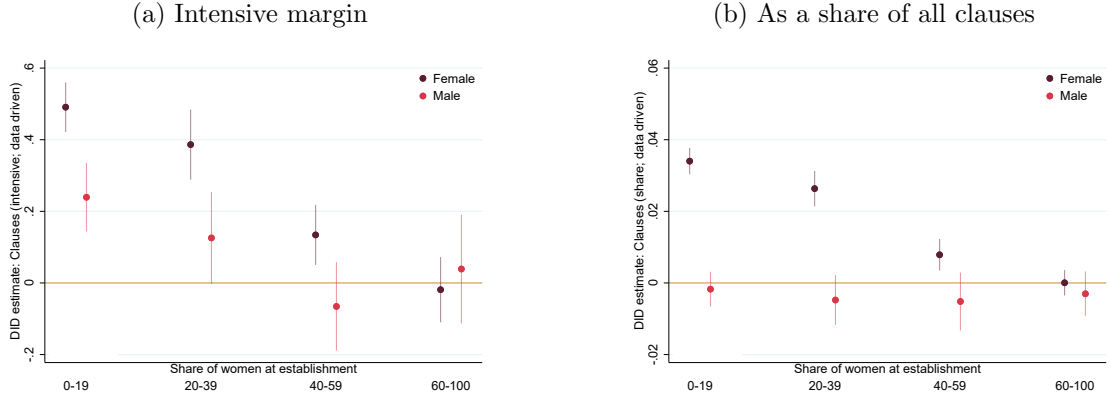 (a) Intensive margin
DID estimate: Clauses (intensive; data driven)
.6
.4
.2
0
-.2
Female
Male
Share of women at establishment
0-19
20-39
40-59
60-100
(b) As a share of all clauses
DID estimate: Clauses (share; data driven)
.06
.04
.02
0
-.02
Female
Male
Share of women at establishment
0-19
20-39
40-59
60-100